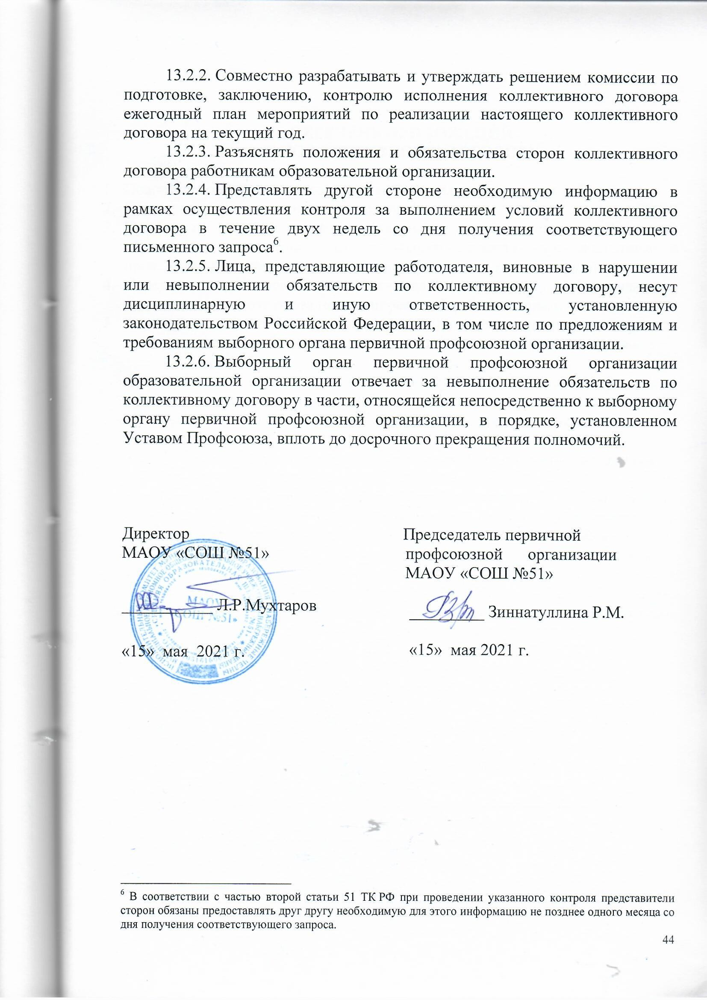 13.2.2. Совместно разрабатывать и утверждать решением комиссии по
подготовке, заключению, контролю исполнения коллективного договора
ежегодный план мероприятий по реализации настоящего коллективного
договора на текущий год.
13.2.3. Разъяснять положения и обязательства сторон коллективного
договора работникам образовательной организации.
13.2.4. Представлять другой стороне необходимую информацию в
рамках осуществления контроля за выполнением условий коллективного
договора в течение двух недель со дня получения соответствующего
письменного запроса⁶.
13.2.5. Лица, представляющие работодателя, виновные в нарушении
или невыполнении обязательств по коллективному договору, несут
дисциплинарную и иную ответственность, установленную
законодательством Российской Федерации, в том числе по предложениям и
требованиям выборного органа первичной профсоюзной организации.
13.2.6. Выборный орган первичной профсоюзной организации
образовательной организации отвечает за невыполнение обязательств по
коллективному договору в части, относящейся непосредственно к выборному
органу первичной профсоюзной организации, в порядке, установленном
Уставом Профсоюза, вплоть до досрочного прекращения полномочий.
Директор
МАОУ «СОШ №51»
Л.Р.Мухтаров
«15» мая 2021 г.
МАОУ
«СОШ №51»
НАБЕРЕЖНЫЕ ЧЕЛНЫ
Председатель первичной
профсоюзной организации
МАОУ «СОШ №51»
Зиннатуллина Р.М.
«15» мая 2021 г.
⁶ В соответствии с частью второй статьи 51 ТК РФ при проведении указанного контроля представители
сторон обязаны предоставлять друг другу необходимую для этого информацию не позднее одного месяца со
дня получения соответствующего запроса.
44